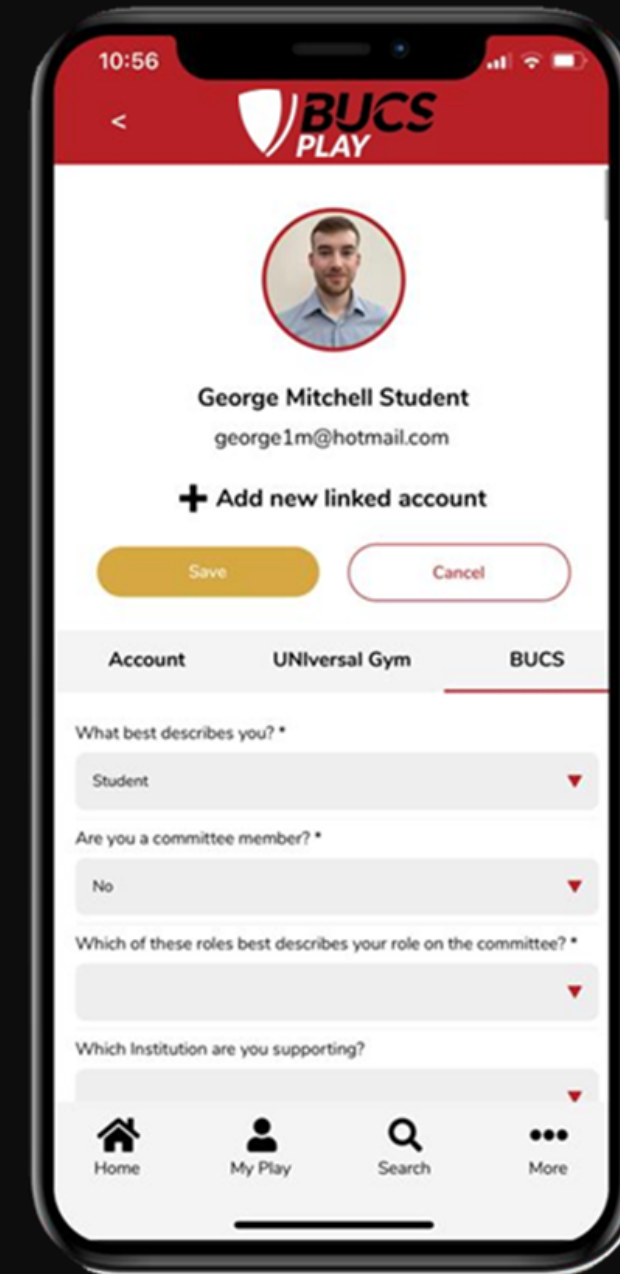 10:56
<
BUCS
PLAY
George Mitchell Student
george1m@hotmail.com
Add new linked account
Save Cancel
Account UNIversal Gym BUCS
What best describes you? *
Student
Are you a committee member? *
No
Which of these roles best describes your role on the committee? *
Which Institution are you supporting?
Home My Play Search More